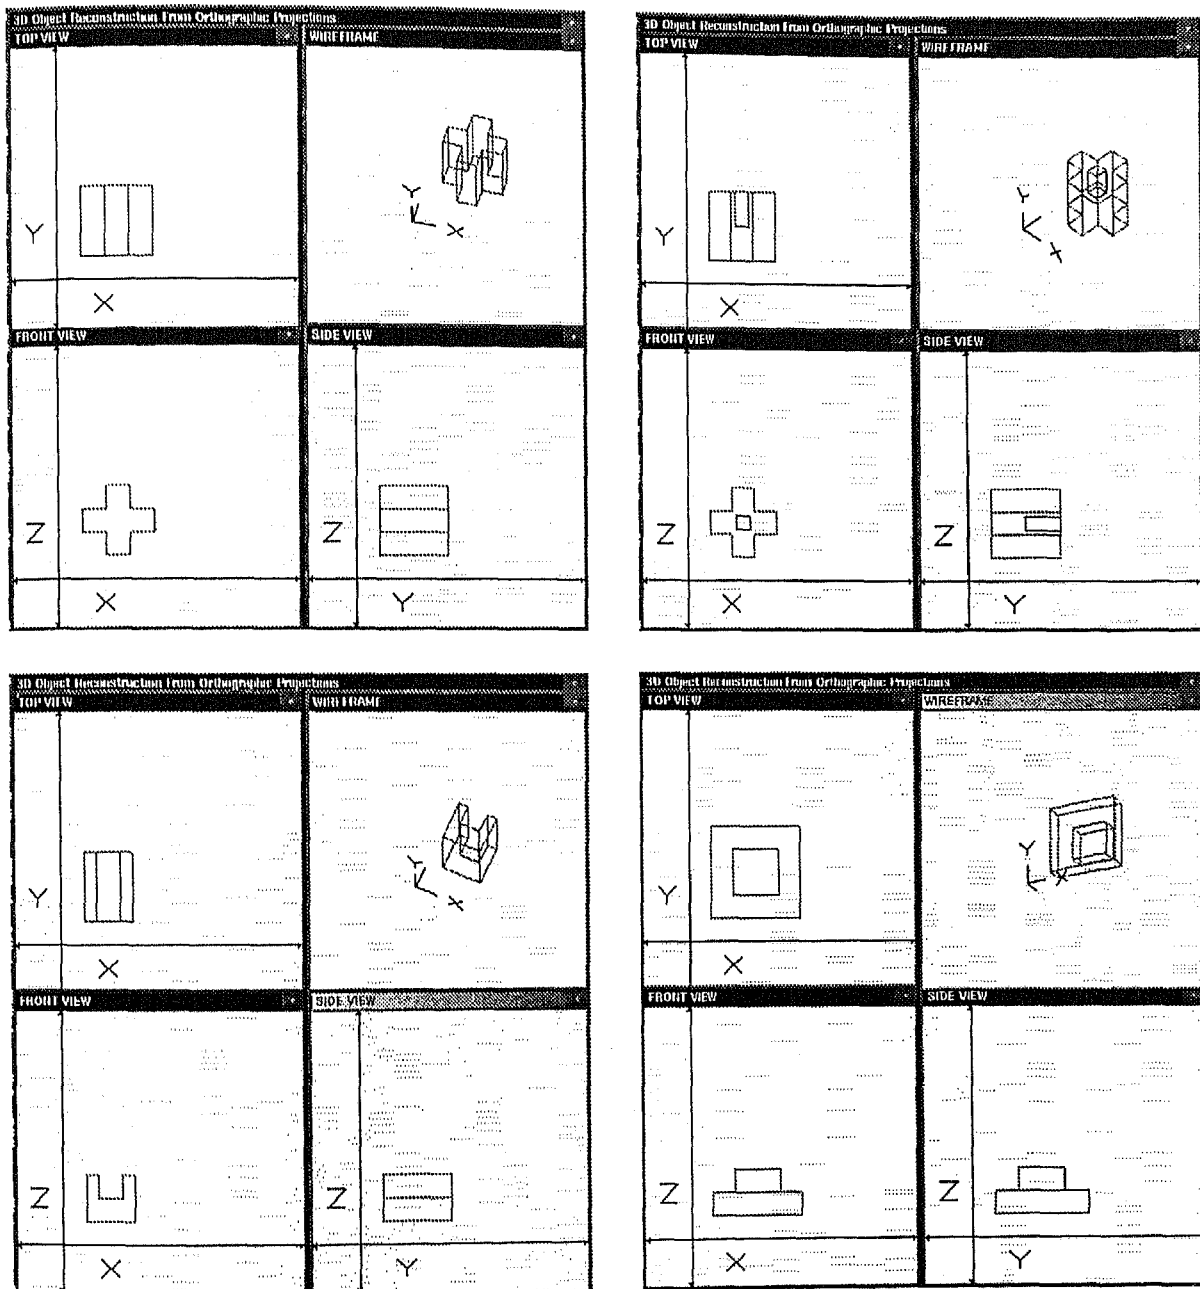 3D Object Reconstruction From Orthographic Projections
TOP VIEW
WIREFRAME
Y
X
Y
X
FRONT VIEW
SIDE VIEW
Z
X
Z
Y
3D Object Reconstruction From Orthographic Projections
TOP VIEW
WIREFRAME
Y
X
Y
X
FRONT VIEW
SIDE VIEW
Z
X
Z
Y
3D Object Reconstruction From Orthographic Projections
TOP VIEW
WIREFRAME
Y
X
Y
X
FRONT VIEW
SIDE VIEW
Z
X
Z
Y
3D Object Reconstruction From Orthographic Projections
TOP VIEW
WIREFRAME
Y
X
Y
X
FRONT VIEW
SIDE VIEW
Z
X
Z
Y